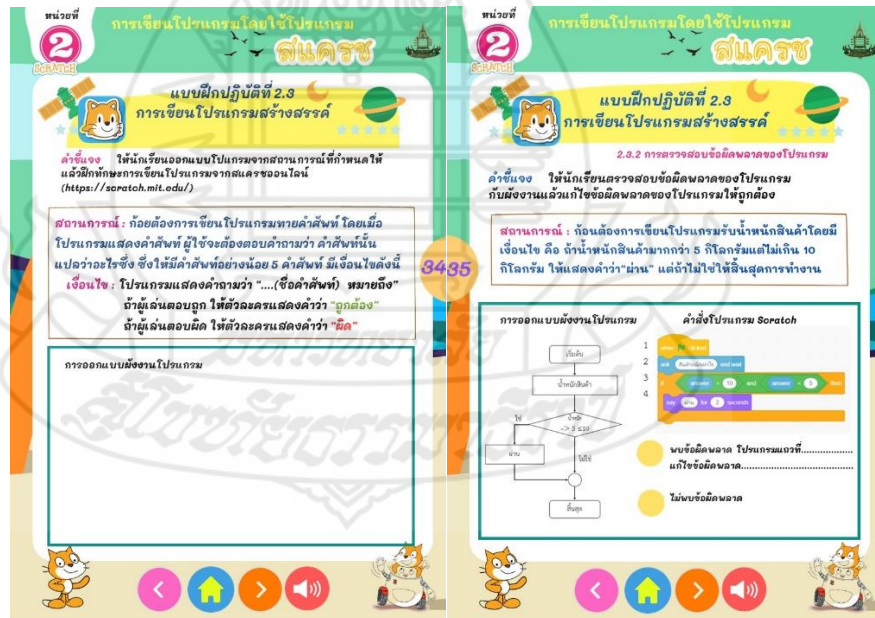 หน่วยที่
2
SCRATCH
การเขียนโปรแกรมโดยใช้โปรแกรม
สแครช
แบบฝึกปฏิบัติที่ 2.3
การเขียนโปรแกรมสร้างสรรค์
คำชี้แจง ให้นักเรียนออกแบบโปแกรมจากสถานการณ์ที่กำหนดให้
แล้วฝึกทักษะการเขียนโปรแกรมจากสแครชออนไลน์
(https://scratch.mit.edu/)
สถานการณ์ : ก้อยต้องการเขียนโปรแกรมทายคำศัพท์ โดยเมื่อ
โปรแกรมแสดงคำศัพท์ ผู้ใช้จะต้องตอบคำถามว่า คำศัพท์นั้น
แปลว่าอะไรซึ่ง ซึ่งให้มีคำศัพท์อย่างน้อย 5 คำศัพท์ มีเงื่อนไขดังนี้
เงื่อนไข : โปรแกรมแสดงคำถามว่า "....(ชื่อคำศัพท์) หมายถึง"
ถ้าผู้เล่นตอบถูก ให้ตัวละครแสดงคำว่า "ถูกต้อง"
ถ้าผู้เล่นตอบผิด ให้ตัวละครแสดงคำว่า "ผิด"
34
การออกแบบผังงานโปรแกรม
หน่วยที่
2
SCRATCH
การเขียนโปรแกรมโดยใช้โปรแกรม
สแครช
แบบฝึกปฏิบัติที่ 2.3
การเขียนโปรแกรมสร้างสรรค์
2.3.2 การตรวจสอบข้อผิดพลาดของโปรแกรม
คำชี้แจง ให้นักเรียนตรวจสอบข้อผิดพลาดของโปรแกรม
กับผังงานแล้วแก้ไขข้อผิดพลาดของโปรแกรมให้ถูกต้อง
สถานการณ์ : ก้อนต้องการเขียนโปรแกรมรับน้ำหนักสินค้าโดยมี
เงื่อนไข คือ ถ้าน้ำหนักสินค้ามากกว่า 5 กิโลกรัมแต่ไม่เกิน 10
กิโลกรัม ให้แสดงคำว่า"ผ่าน" แต่ถ้าไม่ใช่ให้สิ้นสุดการทำงาน
35
การออกแบบผังงานโปรแกรม
เริ่มต้น
น้ำหนักสินค้า
น้ำหนัก
-> 5 ≤10
ใช่
ผ่าน
ไม่ใช่
สิ้นสุด
คำสั่งโปรแกรม Scratch
1 when clicked
2 ask and wait
3 if answer 10 and answer 5 then
4 say ผ่าน for 2 seconds
พบข้อผิดพลาด โปรแกรมแถวที่..................
แก้ไขข้อผิดพลาด.........................................
ไม่พบข้อผิดพลาด
มหาวิทยาลัยสุโขทัยธรรมาธิราช